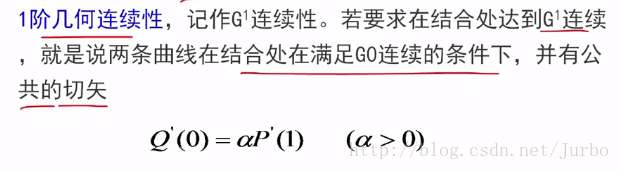 1阶几何连续性，记作G¹连续性。若要求在结合处达到G¹连续
，就是说两条曲线在结合处在满足G0连续的条件下，并有公
共的切矢
Q'(0) = αP'(1) (α > 0)
http://blog.csdn.net/Jurbo